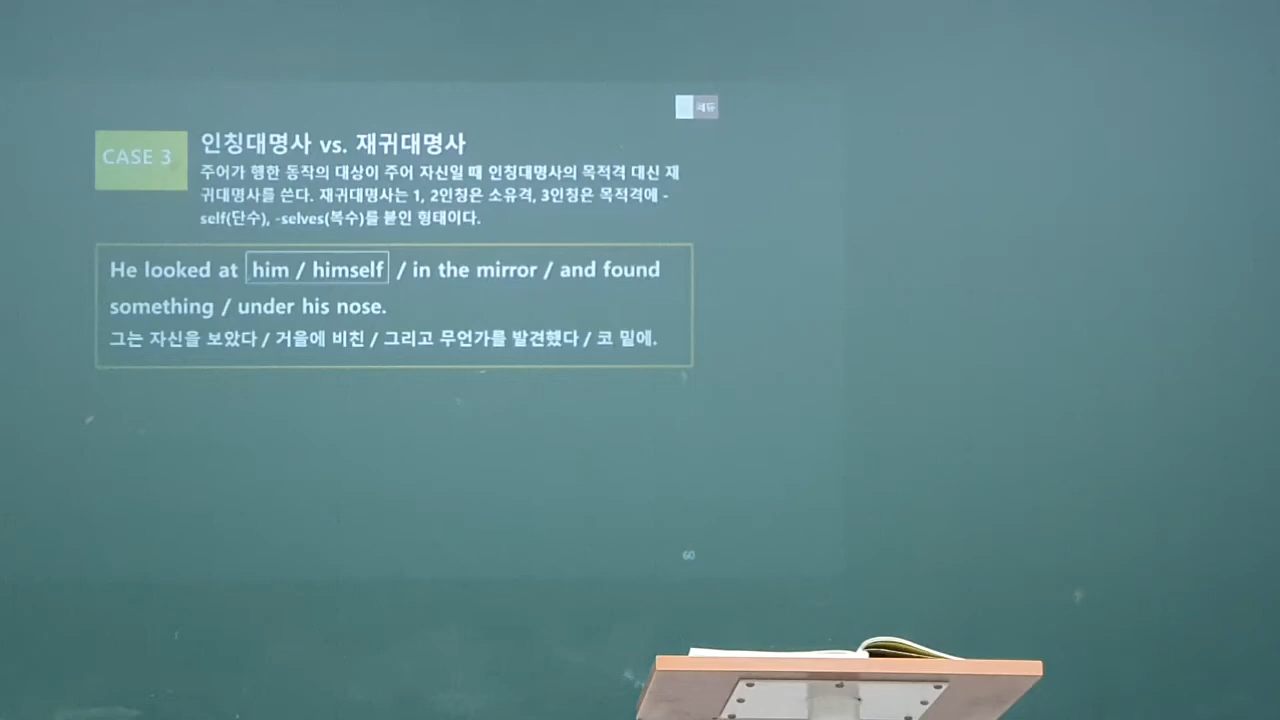 에듀
CASE 3
인칭대명사 vs. 재귀대명사
주어가 행한 동작의 대상이 주어 자신일 때 인칭대명사의 목적격 대신 재
귀대명사를 쓴다. 재귀대명사는 1, 2인칭은 소유격, 3인칭은 목적격에 -
self(단수), -selves(복수)를 붙인 형태이다.
He looked at him / himself / in the mirror / and found
something / under his nose.
그는 자신을 보았다 / 거울에 비친 / 그리고 무언가를 발견했다 / 코 밑에.
60